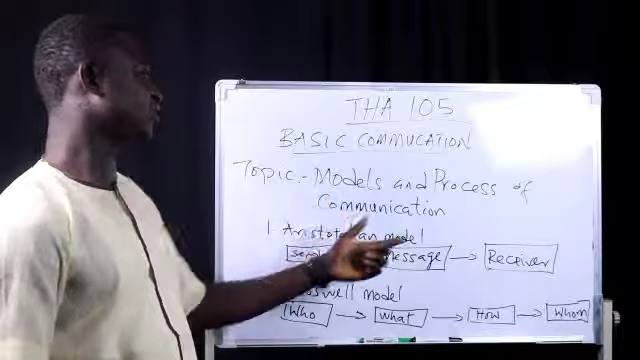 THA 105
BASIC COMMUCATION
Topic:- Models and Process of
Communication
1 Aristotelian model
message → Receiver
model
Who → what → How → Whom